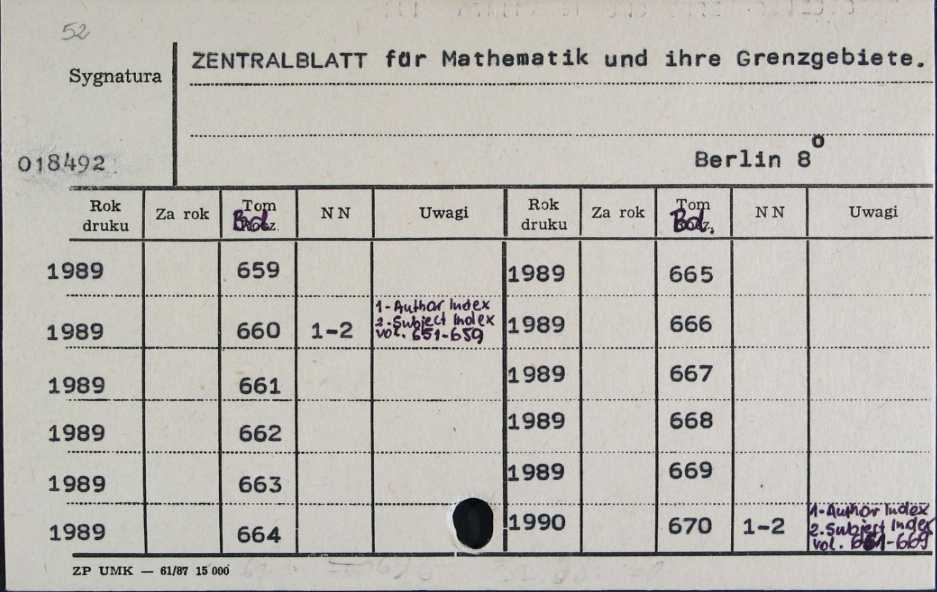 52
Sygnatura
ZENTRALBLATT für Mathematik und ihre Grenzgebiete.
018492
Berlin 8°
Rok druku Za rok Tom Bd. N N Uwagi Rok druku Za rok Tom Bd. N N Uwagi
1989 659 1989 665
1989 660 1-2 1-Author Index 2-Subject Index vol. 651-659 1989 666
1989 661 1989 667
1989 662 1989 668
1989 663 1989 669
1989 664 1990 670 1-2 1-Author Index 2.Subject Index vol. 661-669
ZP UMK — 61/87 15 000